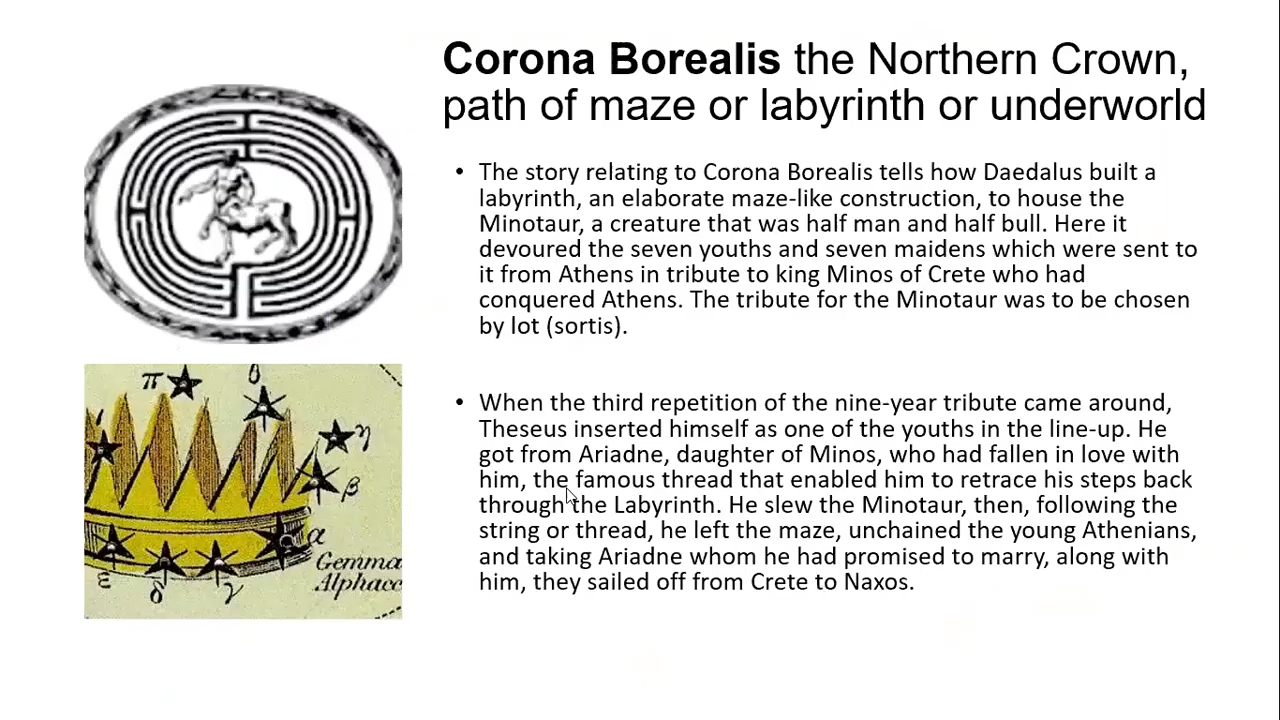 Corona Borealis the Northern Crown,
path of maze or labyrinth or underworld
• The story relating to Corona Borealis tells how Daedalus built a
labyrinth, an elaborate maze-like construction, to house the
Minotaur, a creature that was half man and half bull. Here it
devoured the seven youths and seven maidens which were sent to
it from Athens in tribute to king Minos of Crete who had
conquered Athens. The tribute for the Minotaur was to be chosen
by lot (sortis).
• When the third repetition of the nine-year tribute came around,
Theseus inserted himself as one of the youths in the line-up. He
got from Ariadne, daughter of Minos, who had fallen in love with
him, the famous thread that enabled him to retrace his steps back
through the Labyrinth. He slew the Minotaur, then, following the
string or thread, he left the maze, unchained the young Athenians,
and taking Ariadne whom he had promised to marry, along with
him, they sailed off from Crete to Naxos.
π θ
ι η
β
α
ε δ γ
Gemma
Alphacc